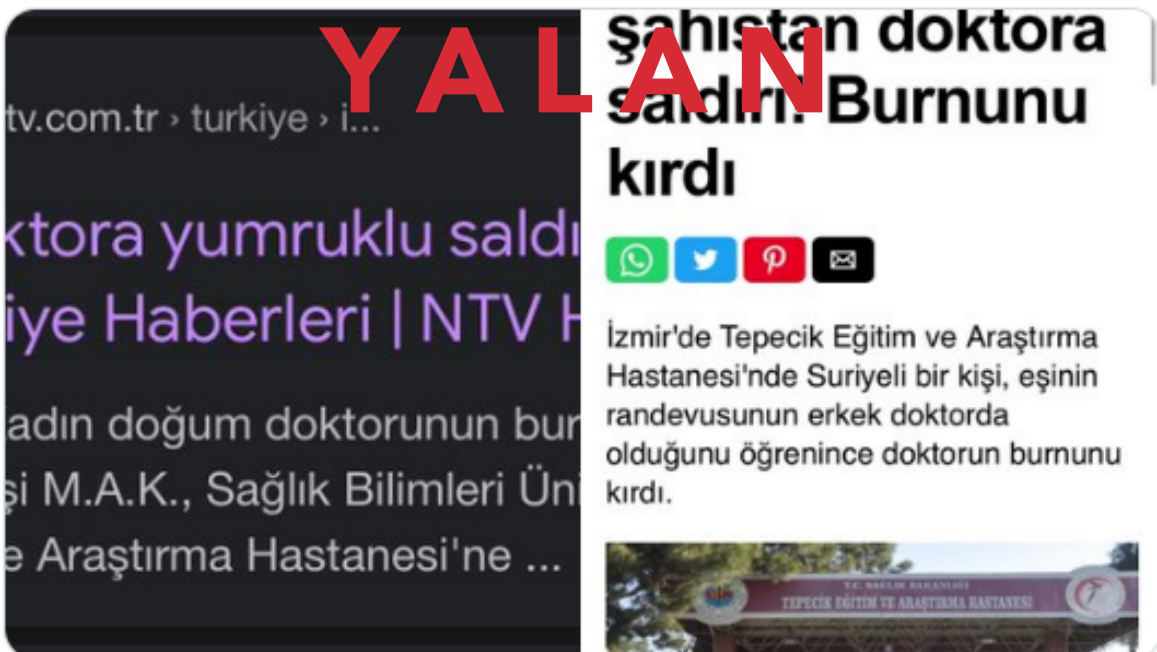 YALAN
tv.com.tr › turkiye › i...
ktora yumruklu saldı
iye Haberleri | NTV H
adın doğum doktorunun bur
şi M.A.K., Sağlık Bilimleri Üni
e Araştırma Hastanesi'ne ...
şahıstan doktora
saldırı! Burnunu
kırdı
İzmir'de Tepecik Eğitim ve Araştırma
Hastanesi'nde Suriyeli bir kişi, eşinin
randevusunun erkek doktorda
olduğunu öğrenince doktorun burnunu
kırdı.
T.C. SAĞLIK BAKANLIĞI
TEPECİK EĞİTİM VE ARAŞTIRMA HASTANESİ